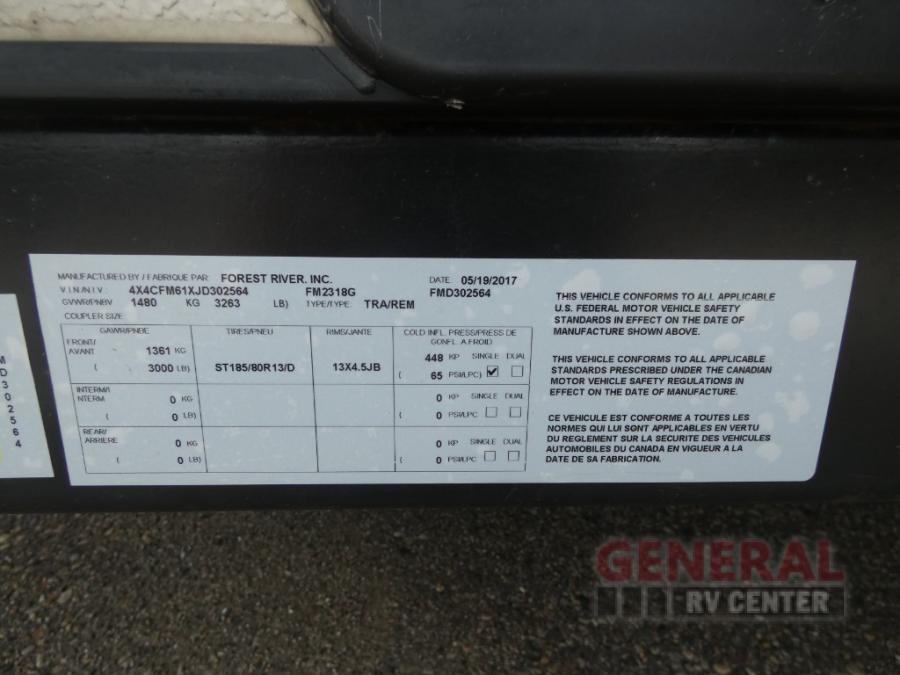 MANUFACTURED BY / FABRIQUE PAR: FOREST RIVER, INC. DATE: 05/19/2017
V.I.N/N.I.V.: 4X4CFM61XJD302564 FM2318G FMD302564
GVWR/PNBV 1480 KG 3263 LB) TYPE/TYPE: TRA/REM
COUPLER SIZE:
GAWR/PNBE TIRES/PNEU RIMS/JANTE COLD INFL. PRESS/PRESS DE
GONFL. A FROID
FRONT/
AVANT 1361 KG 448 KP SINGLE DUAL
( 3000 LB) ST185/80R13/D 13X4.5JB ( 65 PSI/LPC)
INTERM/
INTERM 0 KG 0 KP SINGLE DUAL
( 0 LB) ( 0 PSI/LPC
REAR/
ARRIERE 0 KG 0 KP SINGLE DUAL
( 0 LB) ( 0 PSI/LPC
THIS VEHICLE CONFORMS TO ALL APPLICABLE
U.S. FEDERAL MOTOR VEHICLE SAFETY
STANDARDS IN EFFECT ON THE DATE OF
MANUFACTURE SHOWN ABOVE.
THIS VEHICLE CONFORMS TO ALL APPLICABLE
STANDARDS PRESCRIBED UNDER THE CANADIAN
MOTOR VEHICLE SAFETY REGULATIONS IN
EFFECT ON THE DATE OF MANUFACTURE.
CE VEHICULE EST CONFORME A TOUTES LES
NORMES QUI LUI SONT APPLICABLES EN VERTU
DU REGLEMENT SUR LA SECURITE DES VEHICULES
AUTOMOBILES DU CANADA EN VIGUEUR A LA
DATE DE SA FABRICATION.
MD302564
GENERAL
RV CENTER